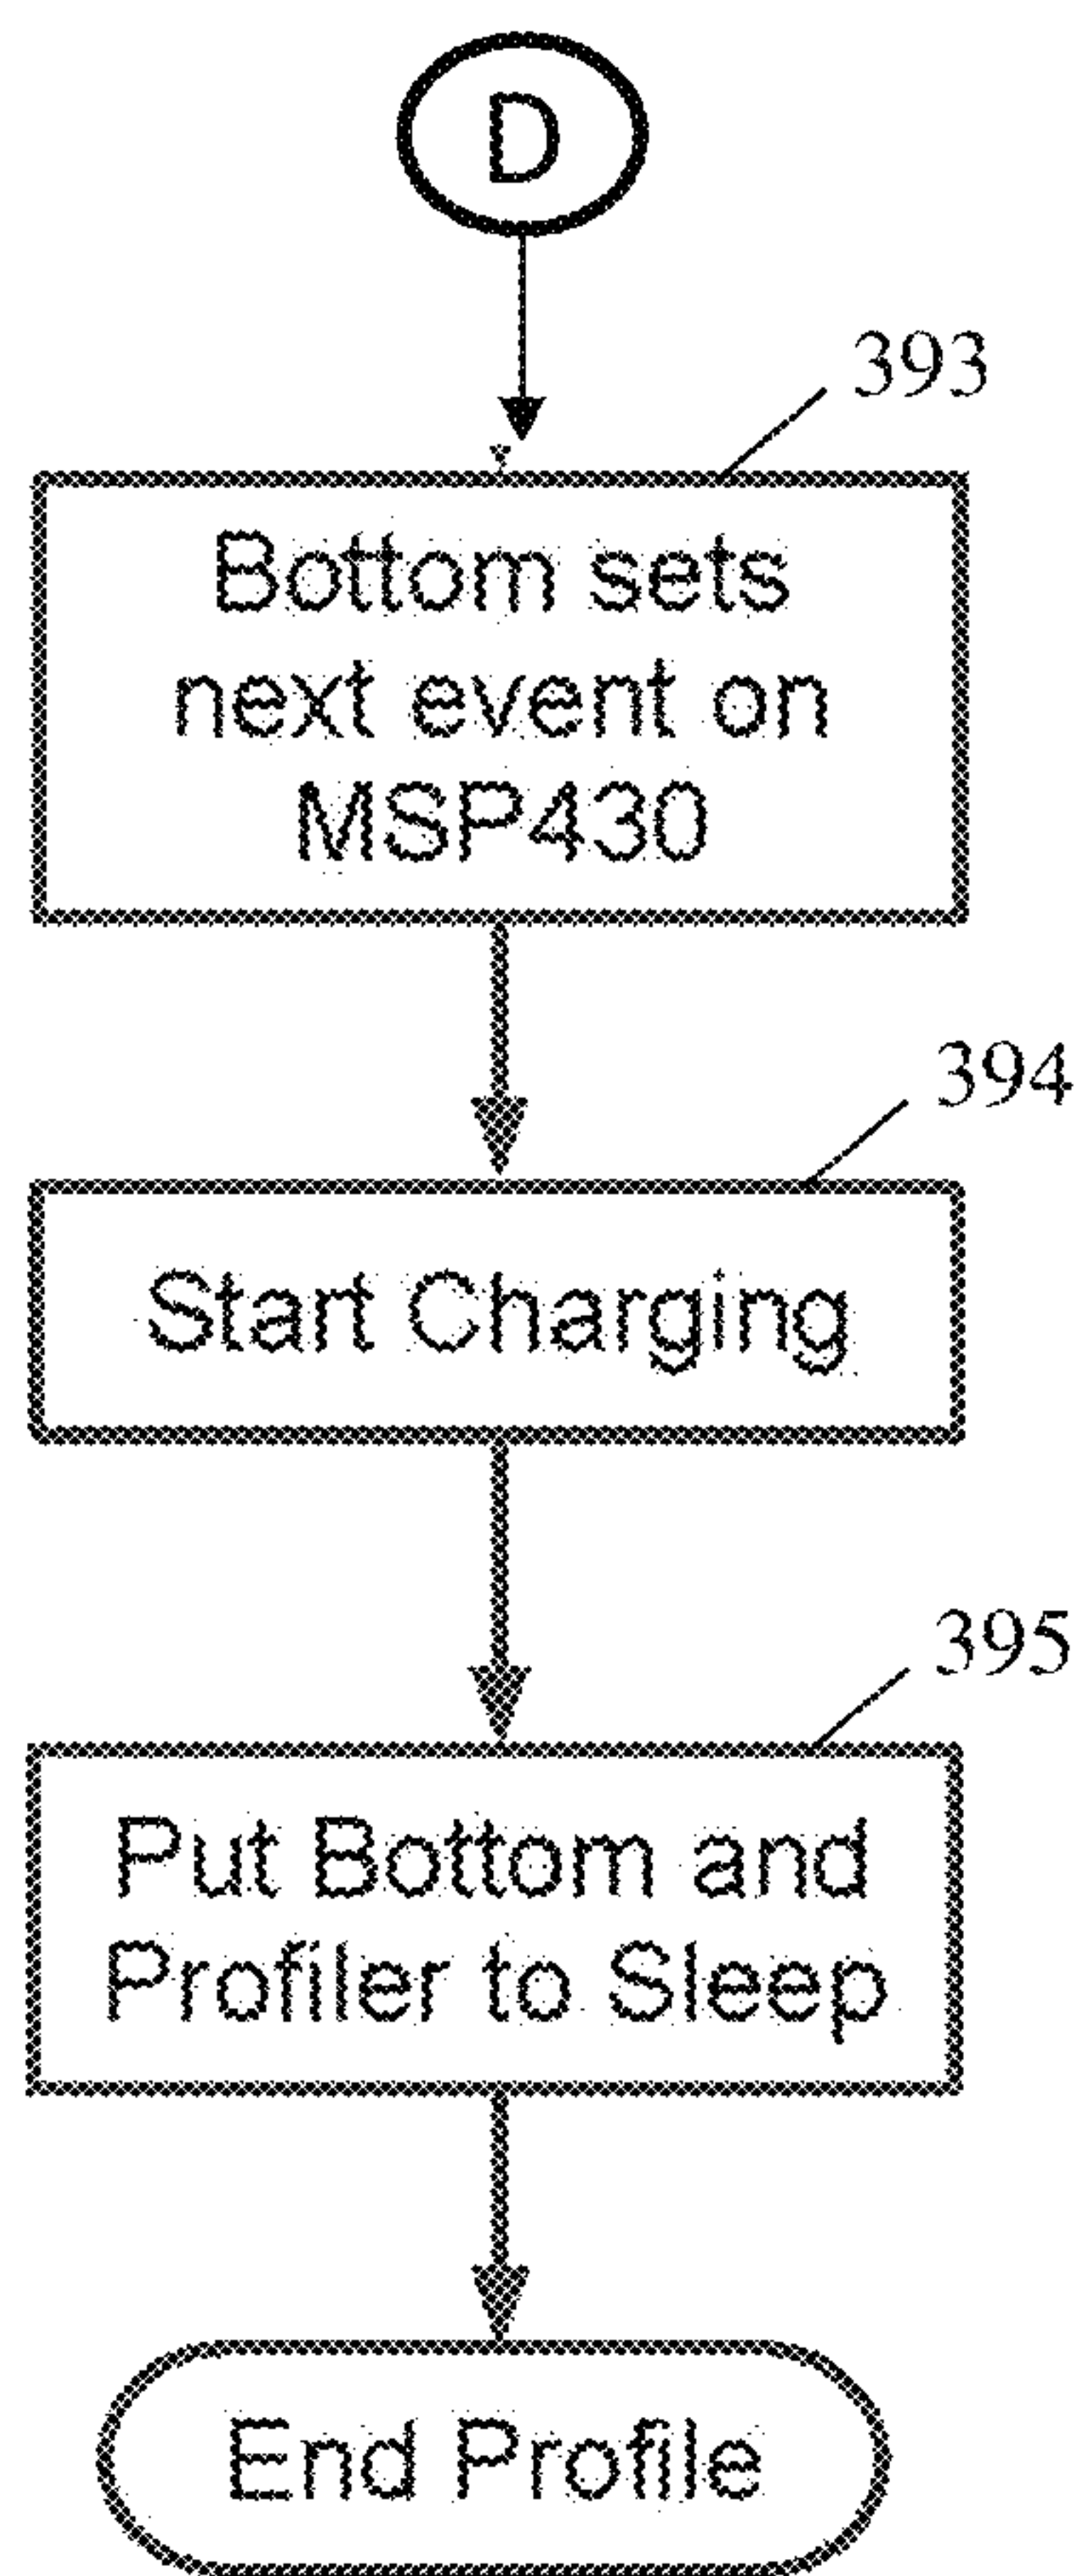 D
393
Bottom sets
next event on
MSP430
394
Start Charging
395
Put Bottom and
Profiler to Sleep
End Profile